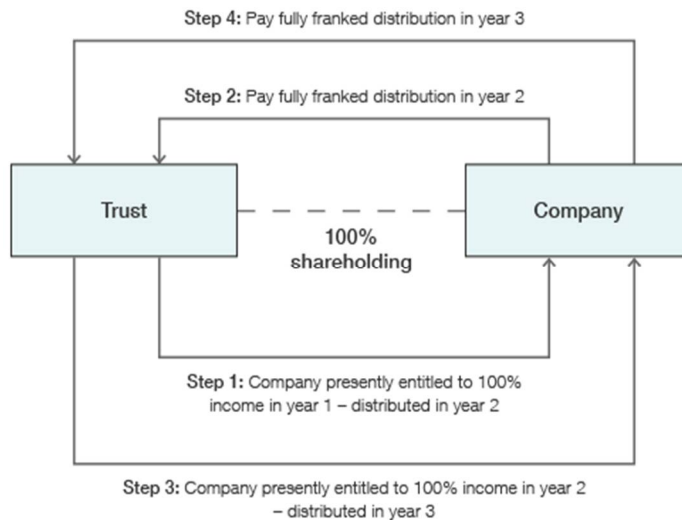 Step 4: Pay fully franked distribution in year 3
Step 2: Pay fully franked distribution in year 2
Trust
Company
100%
shareholding
Step 1: Company presently entitled to 100%
income in year 1 – distributed in year 2
Step 3: Company presently entitled to 100% income in year 2
– distributed in year 3